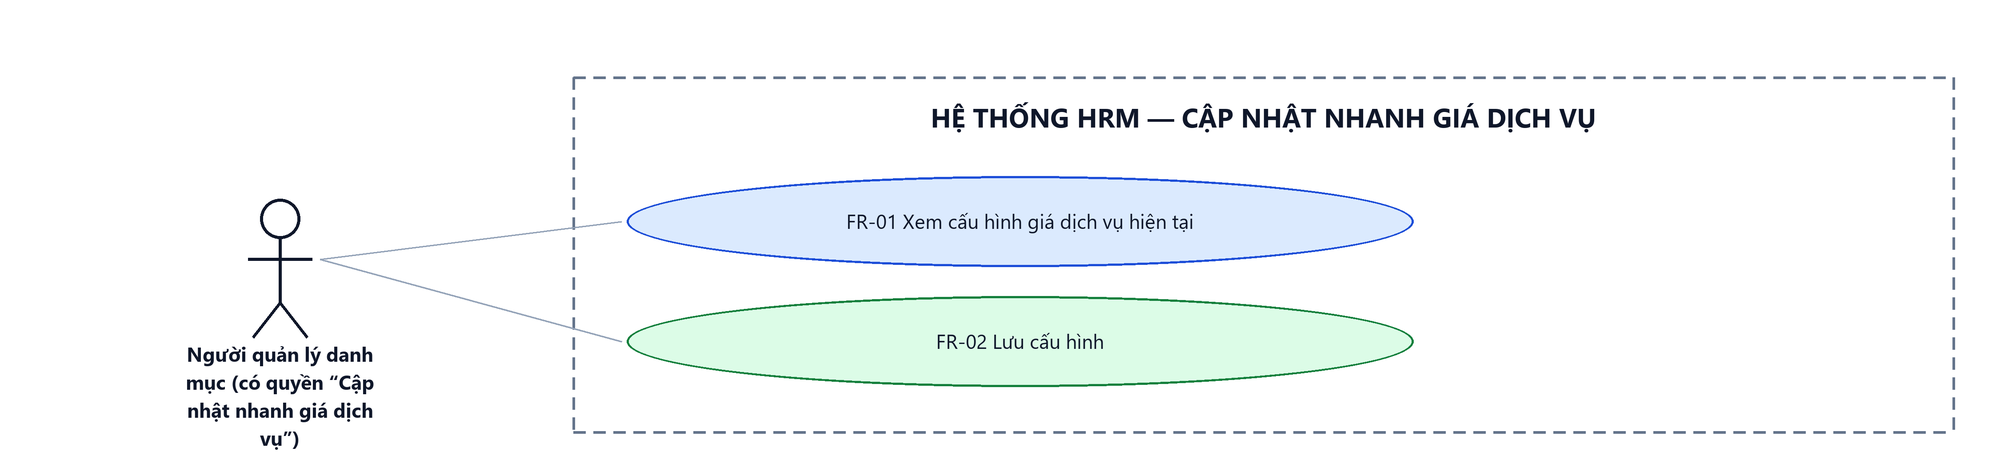 HỆ THỐNG HRM — CẬP NHẬT NHANH GIÁ DỊCH VỤ
FR-01 Xem cấu hình giá dịch vụ hiện tại
FR-02 Lưu cấu hình
Người quản lý danh
mục (có quyền “Cập
nhật nhanh giá dịch
vụ”)